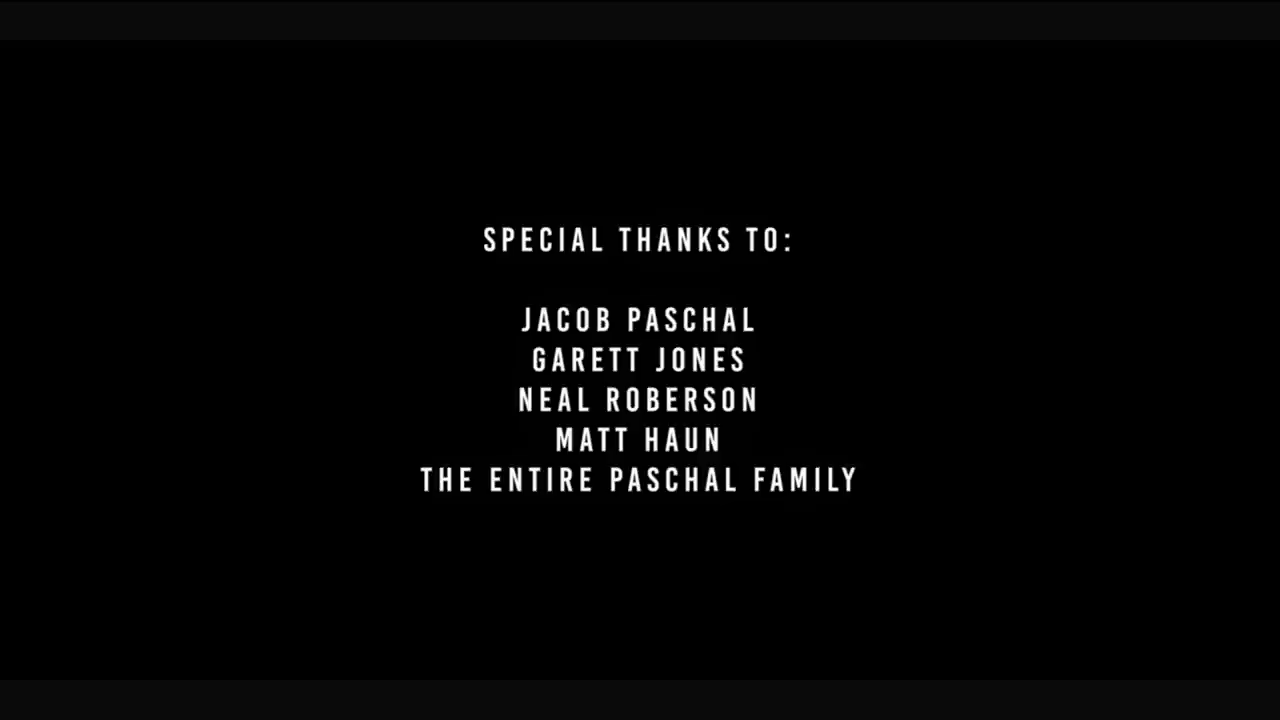 SPECIAL THANKS TO:
JACOB PASCHAL
GARETT JONES
NEAL ROBERSON
MATT HAUN
THE ENTIRE PASCHAL FAMILY